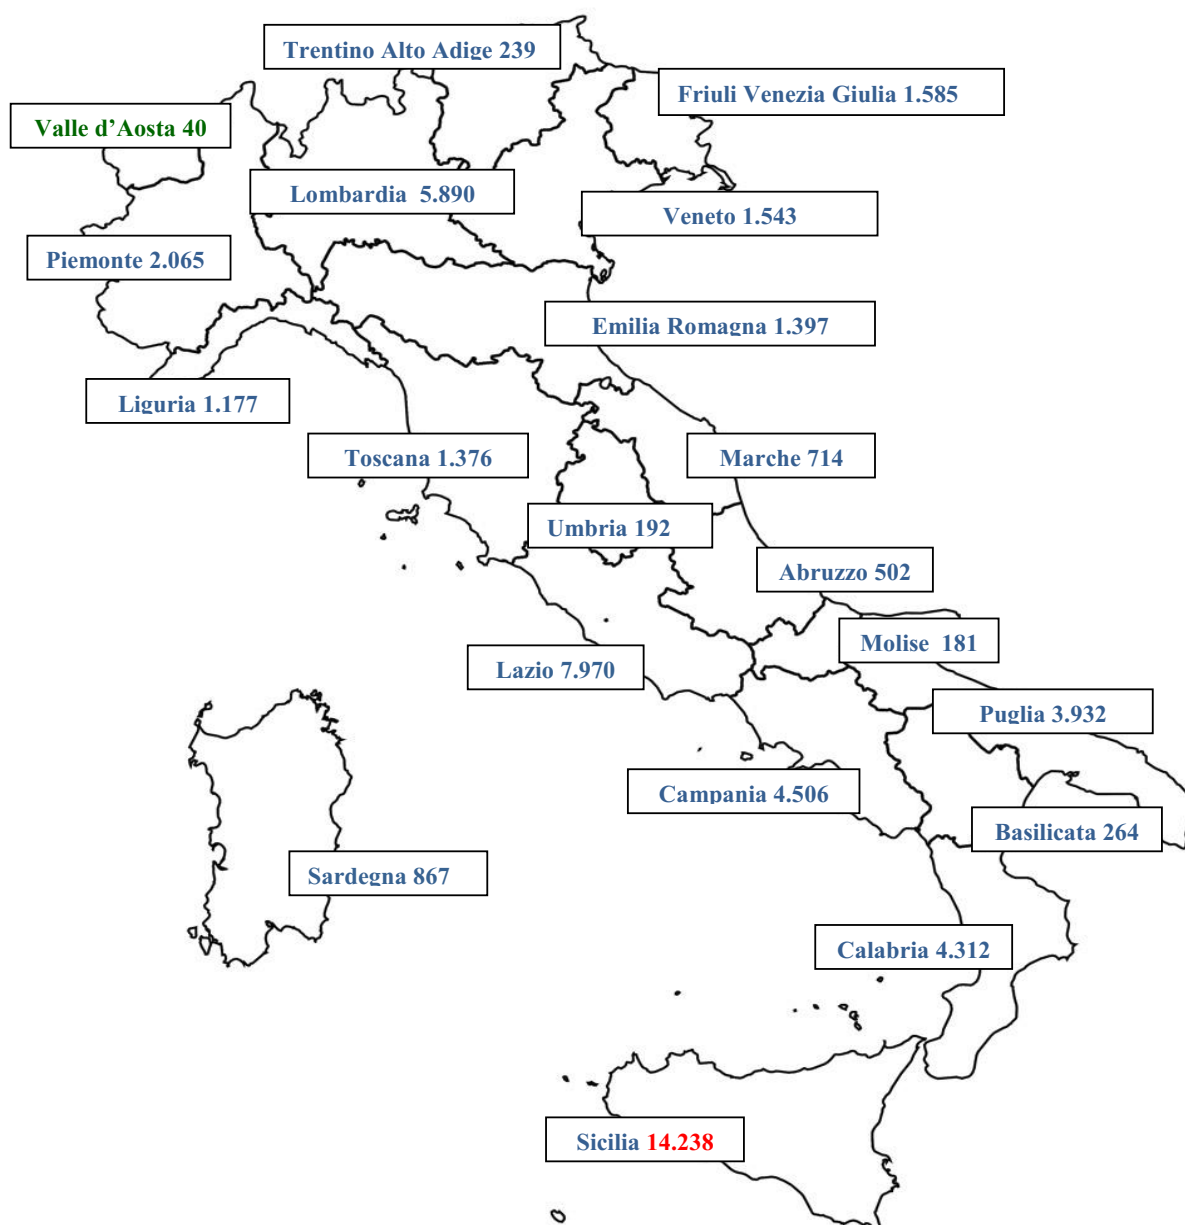 Trentino Alto Adige 239
Friuli Venezia Giulia 1.585
Valle d’Aosta 40
Lombardia 5.890
Veneto 1.543
Piemonte 2.065
Emilia Romagna 1.397
Liguria 1.177
Toscana 1.376
Marche 714
Umbria 192
Abruzzo 502
Molise 181
Lazio 7.970
Puglia 3.932
Campania 4.506
Basilicata 264
Sardegna 867
Calabria 4.312
Sicilia 14.238